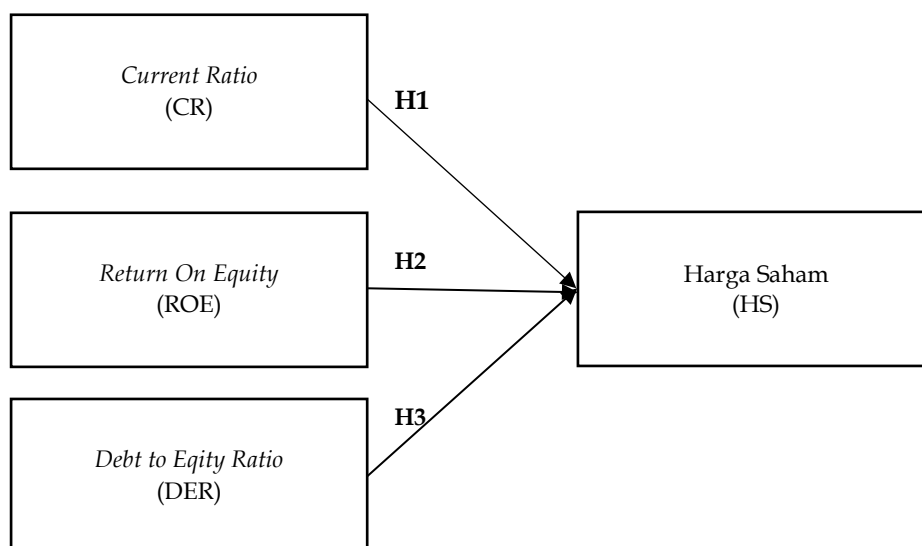 Current Ratio
(CR)
H1
Return On Equity
(ROE)
H2
Harga Saham
(HS)
H3
Debt to Eqity Ratio
(DER)